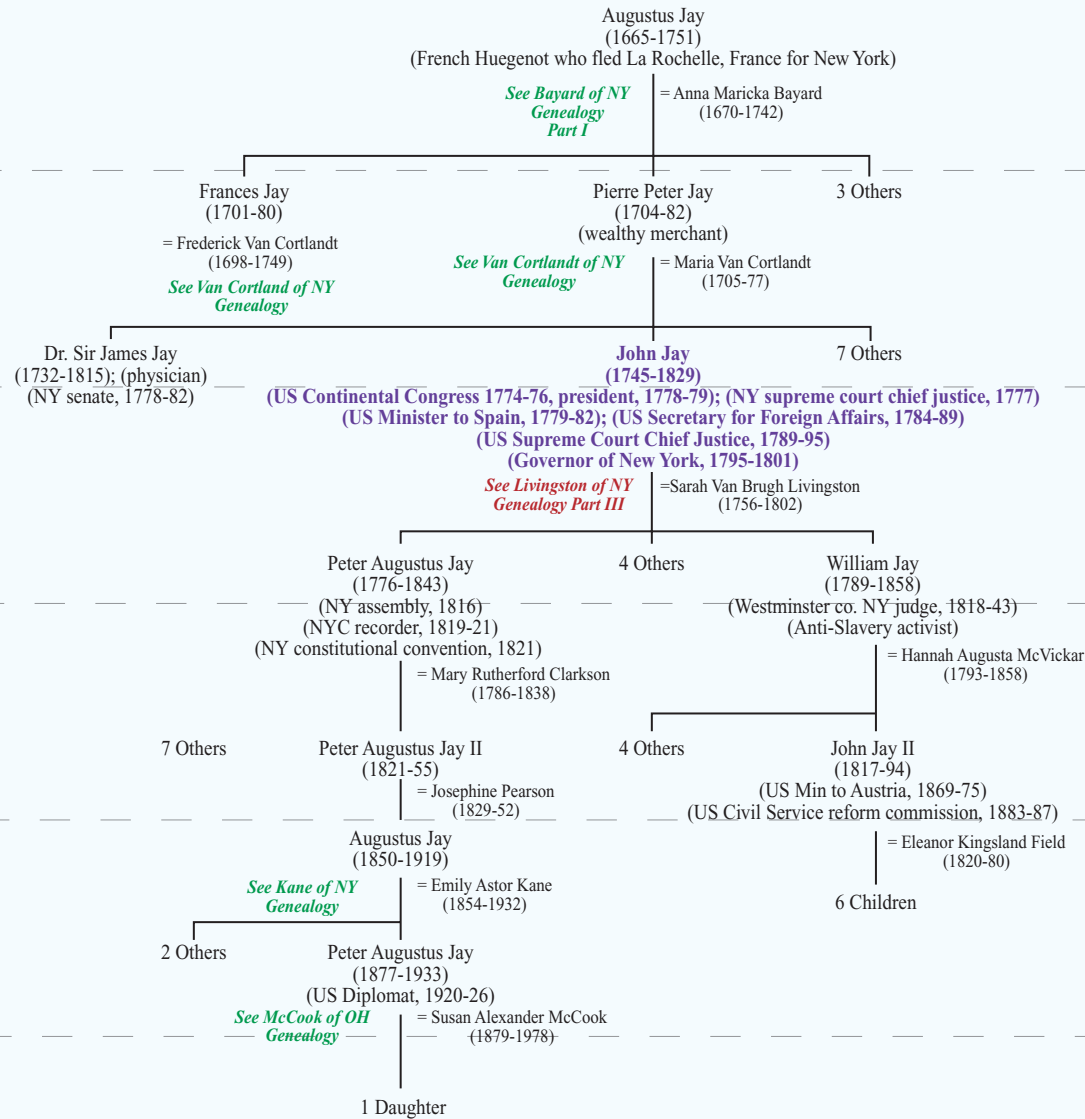 Augustus Jay
(1665-1751)
(French Huegenot who fled La Rochelle, France for New York)
See Bayard of NY
Genealogy
Part I
= Anna Maricka Bayard
(1670-1742)
Frances Jay
(1701-80)
= Frederick Van Cortlandt
(1698-1749)
See Van Cortland of NY
Genealogy
Pierre Peter Jay
(1704-82)
(wealthy merchant)
See Van Cortlandt of NY
Genealogy
= Maria Van Cortlandt
(1705-77)
3 Others
Dr. Sir James Jay
(1732-1815); (physician)
(NY senate, 1778-82)
John Jay
(1745-1829)
(US Continental Congress 1774-76, president, 1778-79); (NY supreme court chief justice, 1777)
(US Minister to Spain, 1779-82); (US Secretary for Foreign Affairs, 1784-89)
(US Supreme Court Chief Justice, 1789-95)
(Governor of New York, 1795-1801)
7 Others
See Livingston of NY
Genealogy Part III
=Sarah Van Brugh Livingston
(1756-1802)
Peter Augustus Jay
(1776-1843)
(NY assembly, 1816)
(NYC recorder, 1819-21)
(NY constitutional convention, 1821)
= Mary Rutherford Clarkson
(1786-1838)
4 Others
William Jay
(1789-1858)
(Westminster co. NY judge, 1818-43)
(Anti-Slavery activist)
= Hannah Augusta McVickar
(1793-1858)
7 Others
Peter Augustus Jay II
(1821-55)
= Josephine Pearson
(1829-52)
4 Others
John Jay II
(1817-94)
(US Min to Austria, 1869-75)
(US Civil Service reform commission, 1883-87)
= Eleanor Kingsland Field
(1820-80)
6 Children
Augustus Jay
(1850-1919)
See Kane of NY
Genealogy
= Emily Astor Kane
(1854-1932)
2 Others
Peter Augustus Jay
(1877-1933)
(US Diplomat, 1920-26)
See McCook of OH
Genealogy
= Susan Alexander McCook
(1879-1978)
1 Daughter